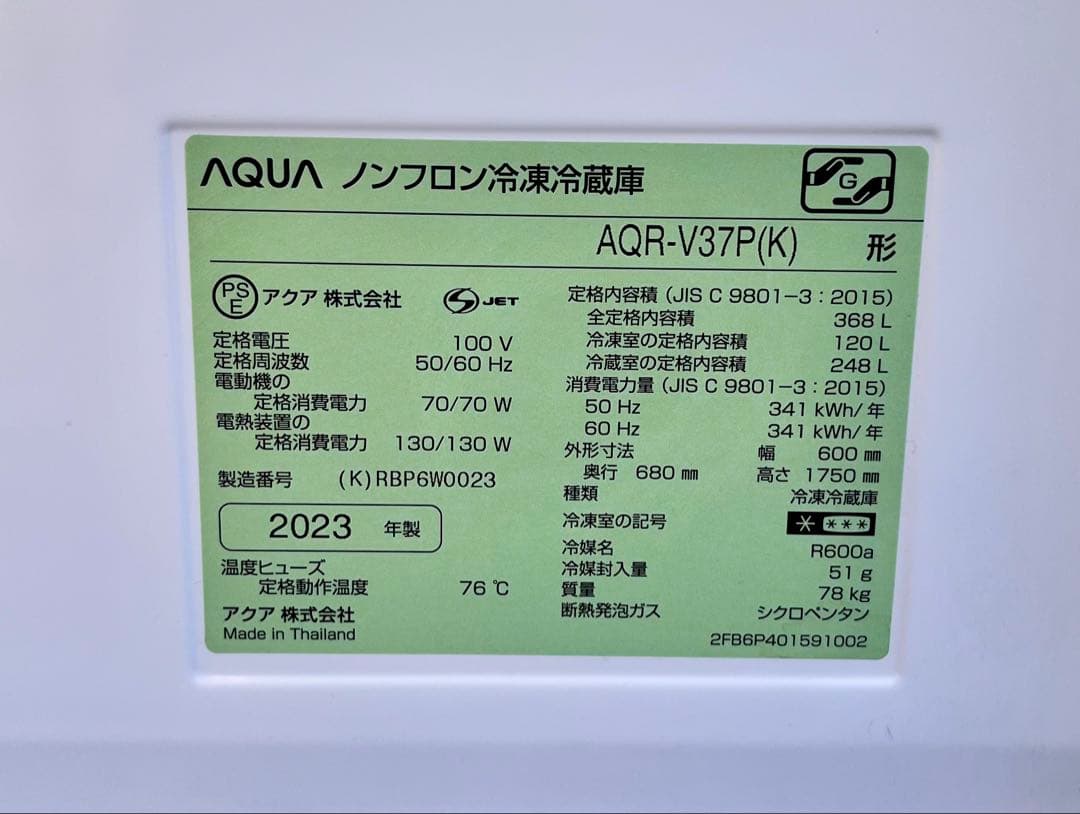 AQUA ノンフロン冷凍冷蔵庫
G
AQR-V37P(K) 形
PSE アクア 株式会社 S JET
定格電圧 100 V
定格周波数 50/60 Hz
電動機の
定格消費電力 70/70 W
電熱装置の
定格消費電力 130/130 W
製造番号 (K)RBP6W0023
2023 年製
温度ヒューズ
定格動作温度 76 ℃
アクア 株式会社
Made in Thailand
定格内容積 (JIS C 9801−3：2015)
全定格内容積 368 L
冷凍室の定格内容積 120 L
冷蔵室の定格内容積 248 L
消費電力量 (JIS C 9801−3：2015)
50 Hz 341 kWh/年
60 Hz 341 kWh/年
外形寸法 幅 600 ㎜
奥行 680 ㎜ 高さ 1750 ㎜
種類 冷凍冷蔵庫
冷凍室の記号 * ***
冷媒名 R600a
冷媒封入量 51 g
質量 78 kg
断熱発泡ガス シクロペンタン
2FB6P401591002